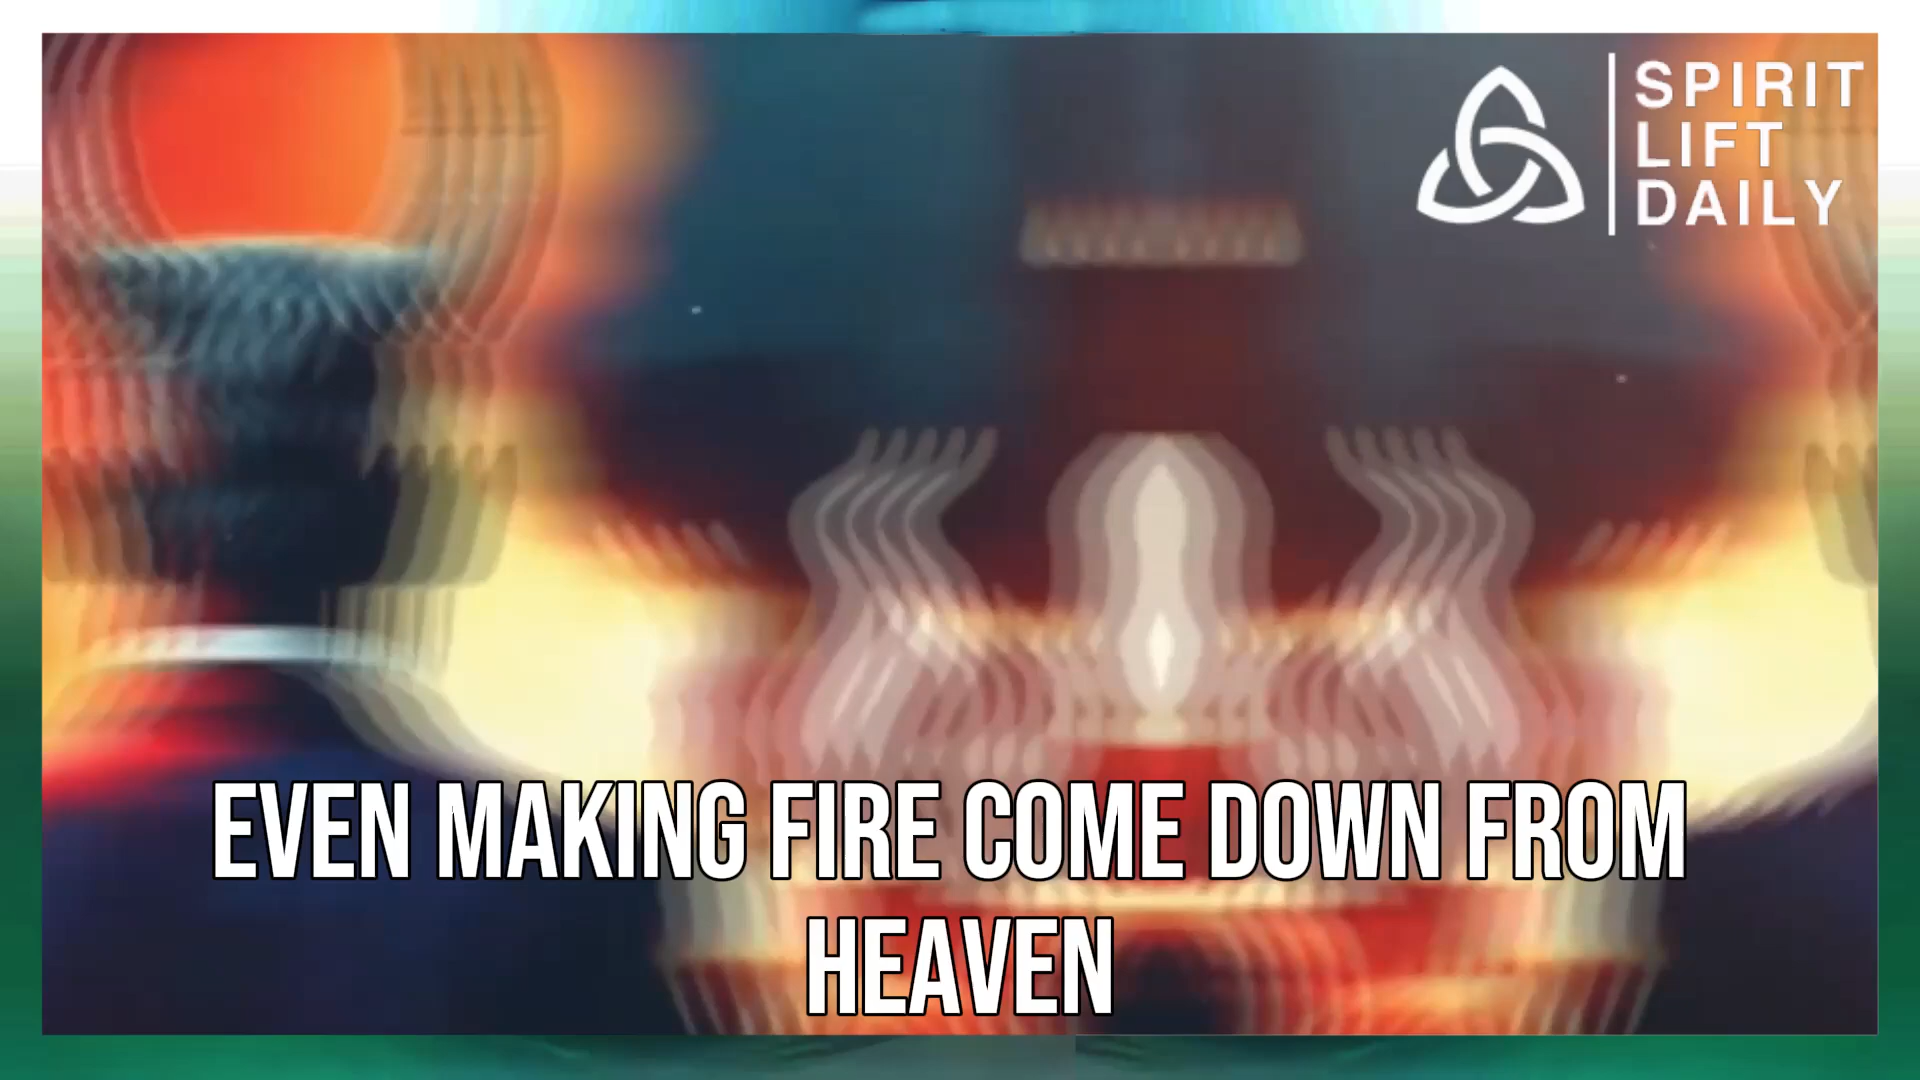 SPIRIT
LIFT
DAILY
EVEN MAKING FIRE COME DOWN FROM
HEAVEN